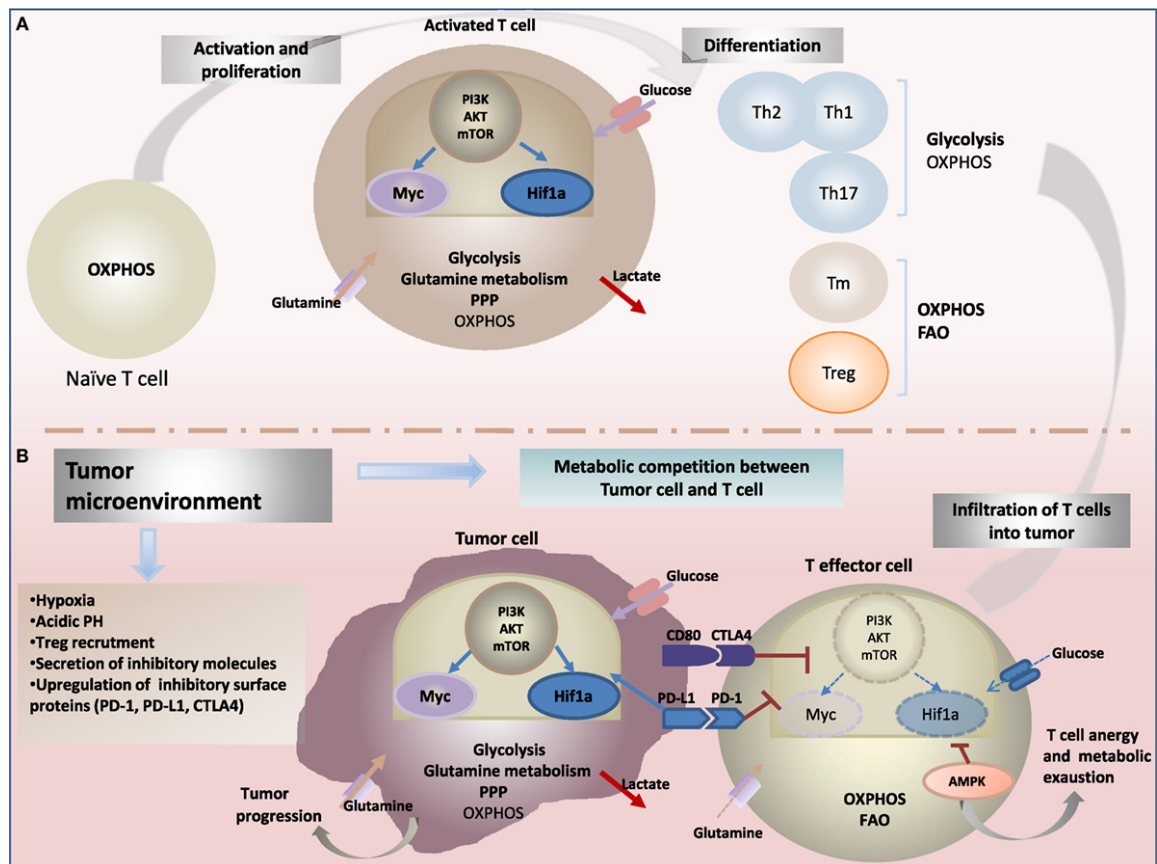 A
Activation and
proliferation
Activated T cell
Differentiation
PI3K
AKT
mTOR
Glucose
Myc
Hif1a
Glutamine
Glycolysis
Glutamine metabolism
PPP
OXPHOS
Lactate
OXPHOS
Naïve T cell
Th2
Th1
Th17
Glycolysis
OXPHOS
Tm
Treg
OXPHOS
FAO
B
Tumor
microenvironment
Metabolic competition between
Tumor cell and T cell
Infiltration of T cells
into tumor
•Hypoxia
•Acidic PH
•Treg recrutment
•Secretion of inhibitory molecules
•Upregulation of inhibitory surface
proteins (PD-1, PD-L1, CTLA4)
Tumor cell
PI3K
AKT
mTOR
Glucose
Myc
Hif1a
Glycolysis
Glutamine metabolism
PPP
OXPHOS
Lactate
Glutamine
Tumor
progression
CD80 CTLA4
PD-L1 PD-1
T effector cell
PI3K
AKT
mTOR
Glucose
Myc
Hif1a
AMPK
OXPHOS
FAO
Glutamine
T cell anergy
and metabolic
exaustion